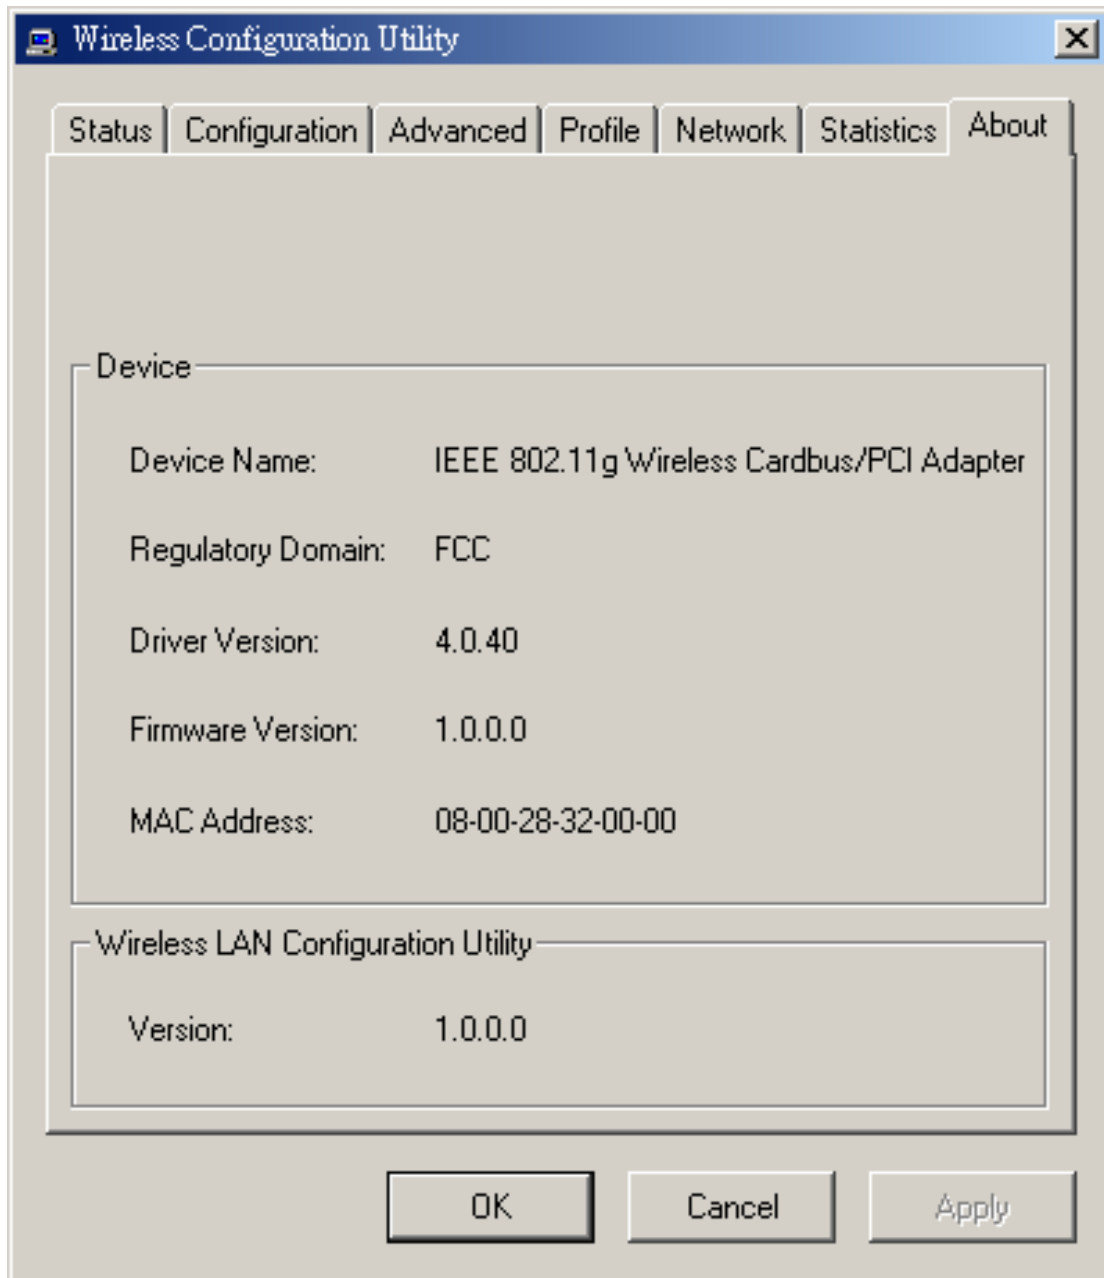 Wireless Configuration Utility
Status Configuration Advanced Profile Network Statistics About
Device
Device Name: IEEE 802.11g Wireless Cardbus/PCI Adapter
Regulatory Domain: FCC
Driver Version: 4.0.40
Firmware Version: 1.0.0.0
MAC Address: 08-00-28-32-00-00
Wireless LAN Configuration Utility
Version: 1.0.0.0
OK Cancel Apply